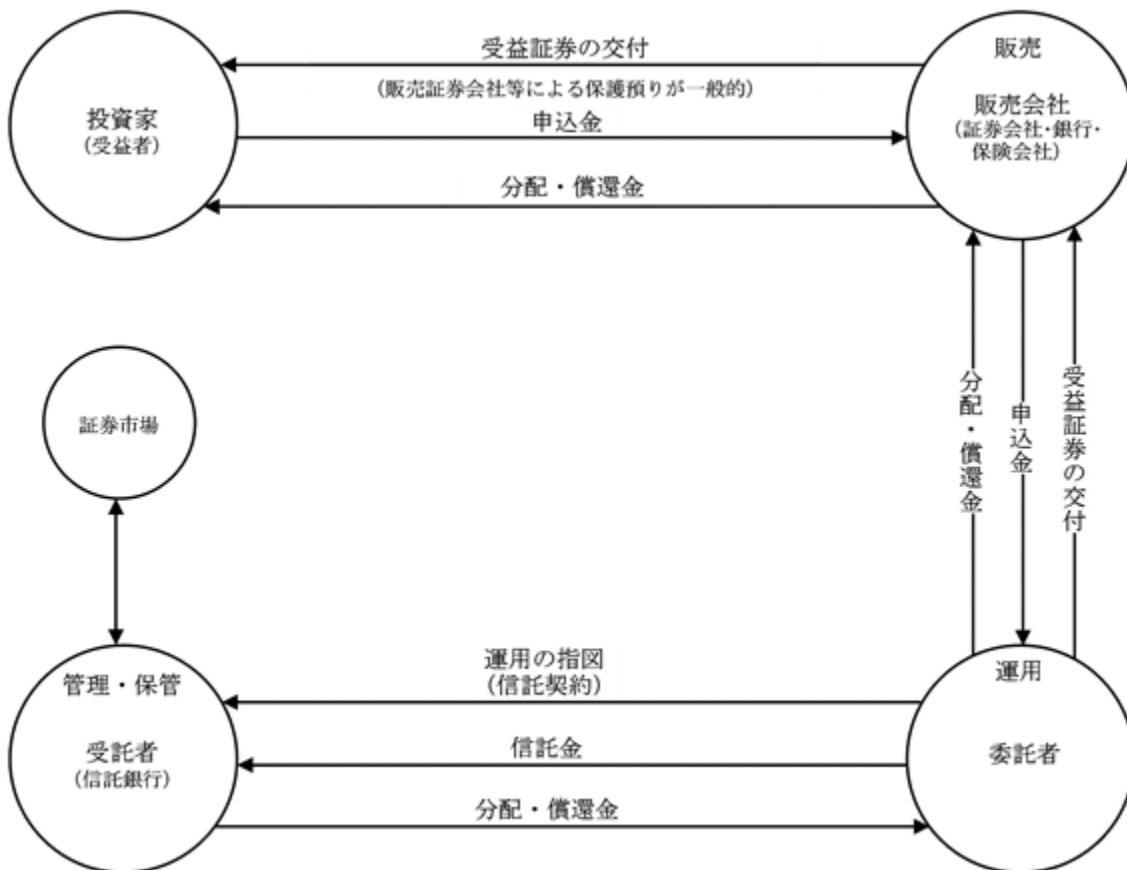 受益証券の交付
(販売証券会社等による保護預りが一般的)
申込金
分配・償還金
投資家
(受益者)
販売
販売会社
(証券会社・銀行・
保険会社)
証券市場
分配・償還金
申込金
受益証券の交付
管理・保管
受託者
(信託銀行)
運用の指図
(信託契約)
信託金
分配・償還金
運用
委託者